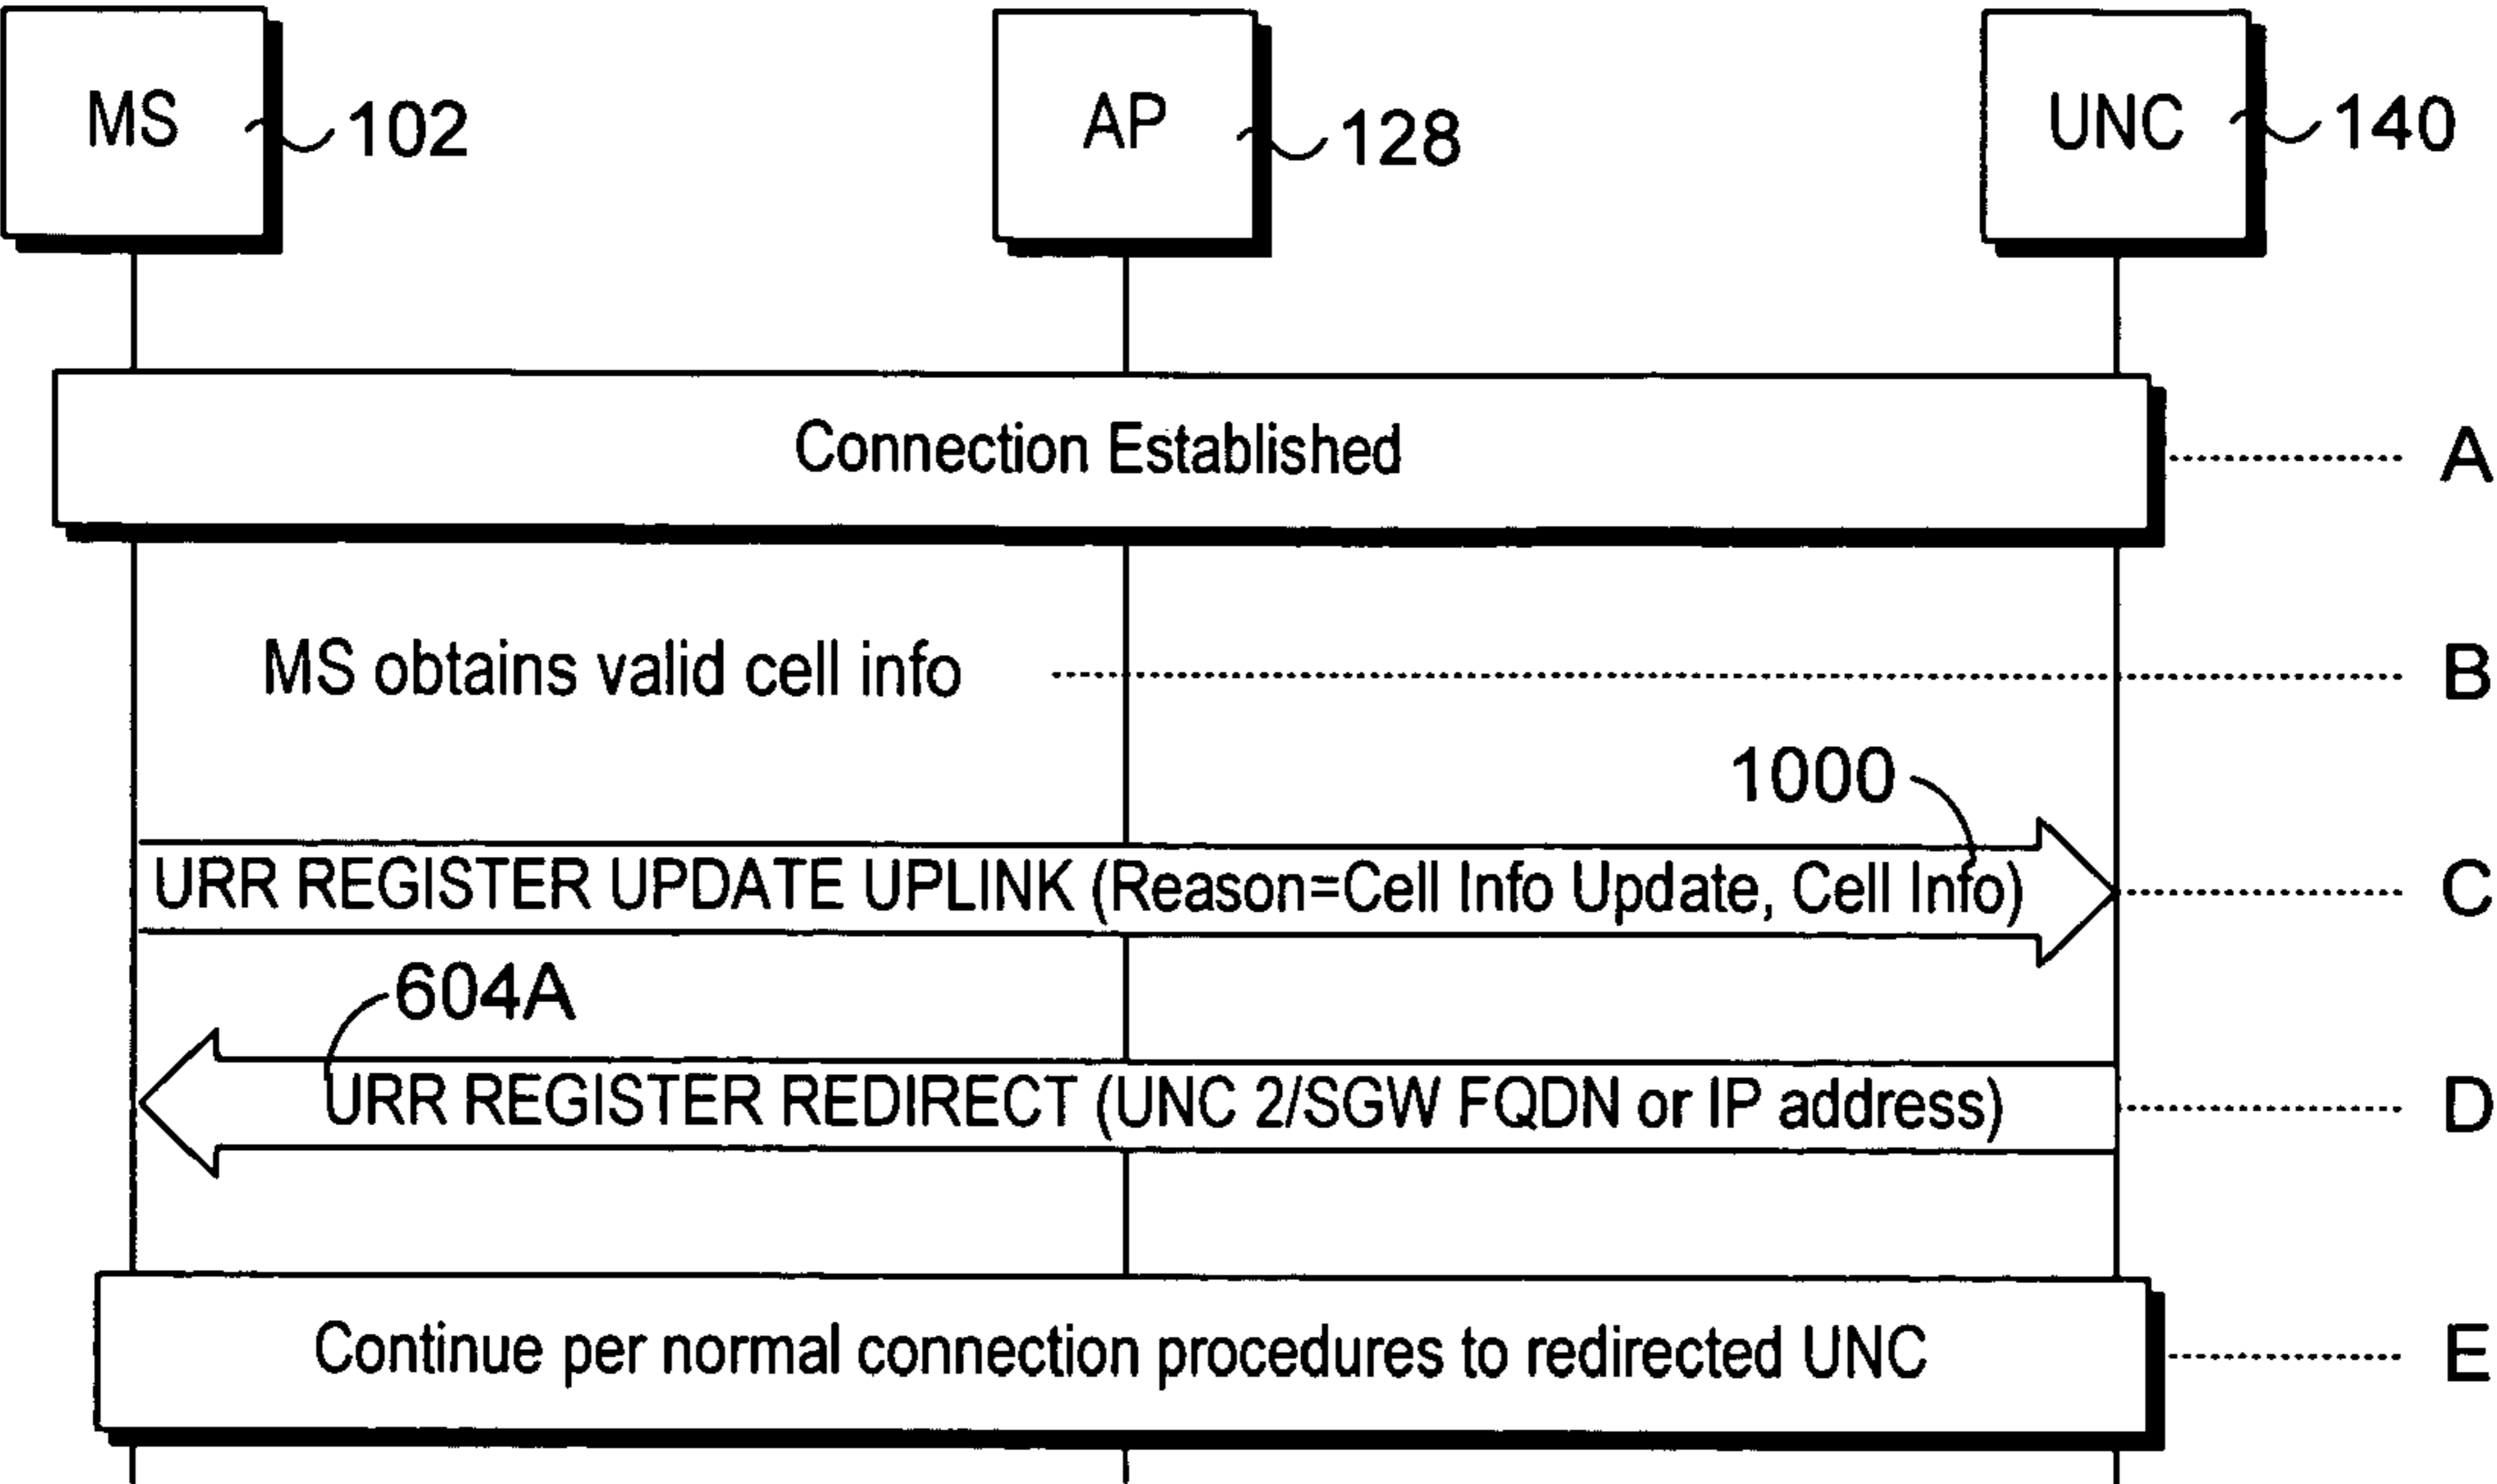 MS
102
AP
128
UNC
140
Connection Established
A
MS obtains valid cell info
B
1000
URR REGISTER UPDATE UPLINK (Reason=Cell Info Update, Cell Info)
C
604A
URR REGISTER REDIRECT (UNC 2/SGW FQDN or IP address)
D
Continue per normal connection procedures to redirected UNC
E